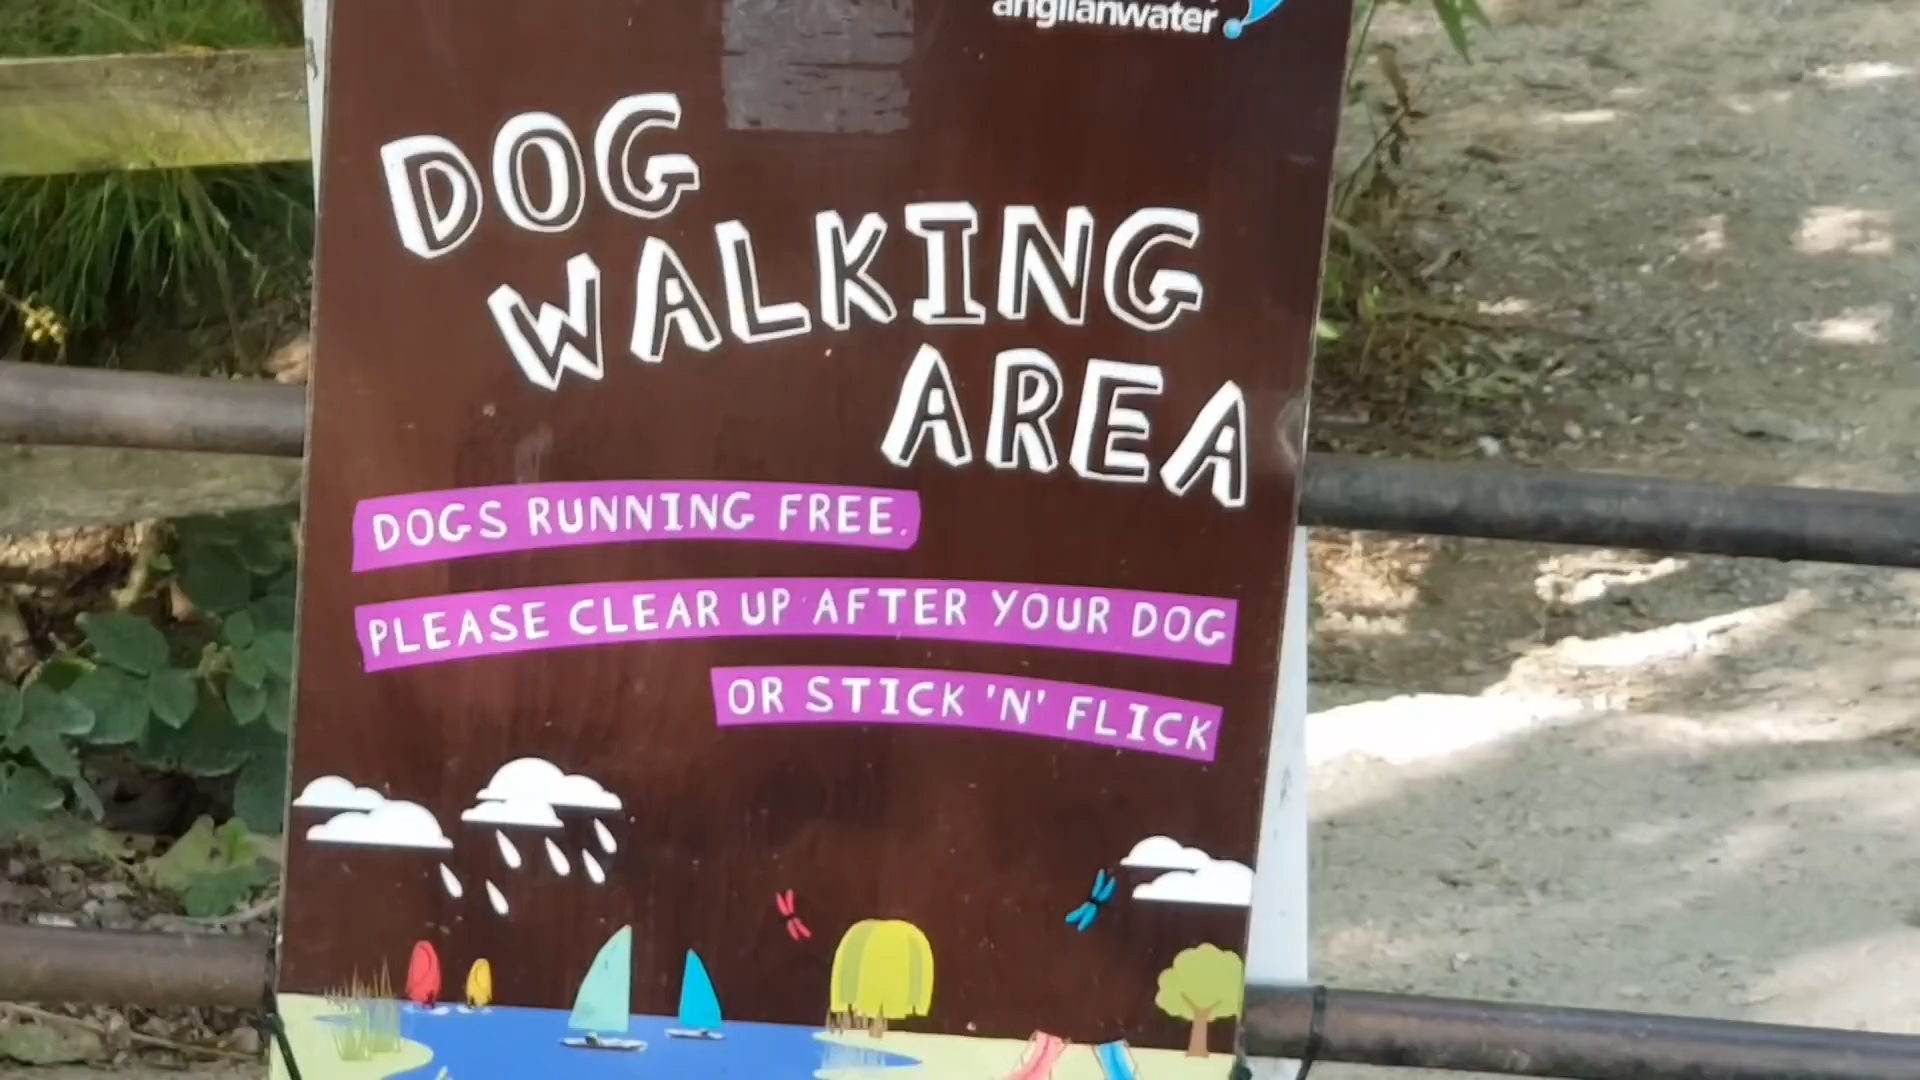 anglianwater
DOG
WALKING
AREA
DOGS RUNNING FREE.
PLEASE CLEAR UP AFTER YOUR DOG
OR STICK 'N' FLICK